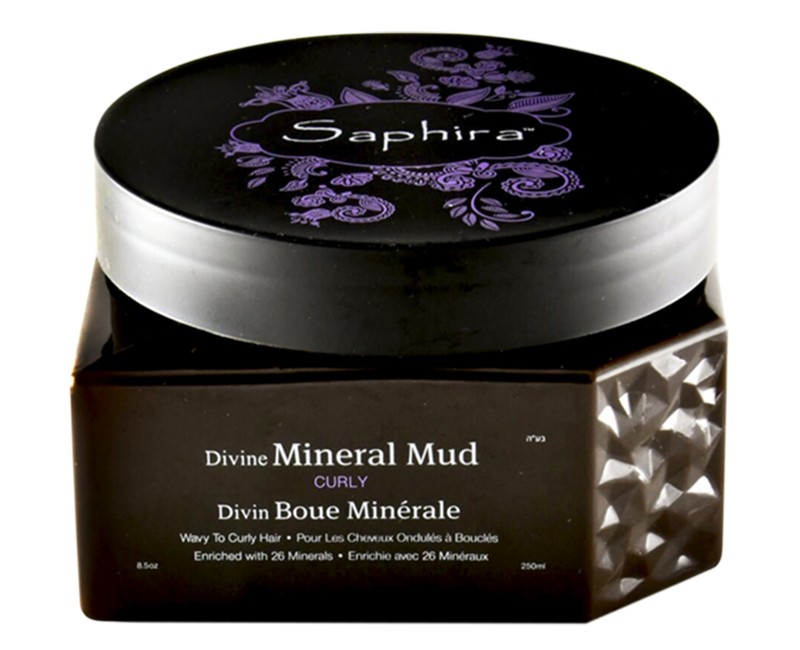 Saphira™
בע"ה
Divine Mineral Mud
CURLY
Divin Boue Minérale
Wavy To Curly Hair • Pour Les Cheveux Ondulés à Bouclés
Enriched with 26 Minerals • Enrichie avec 26 Minéraux
8.5oz 250ml